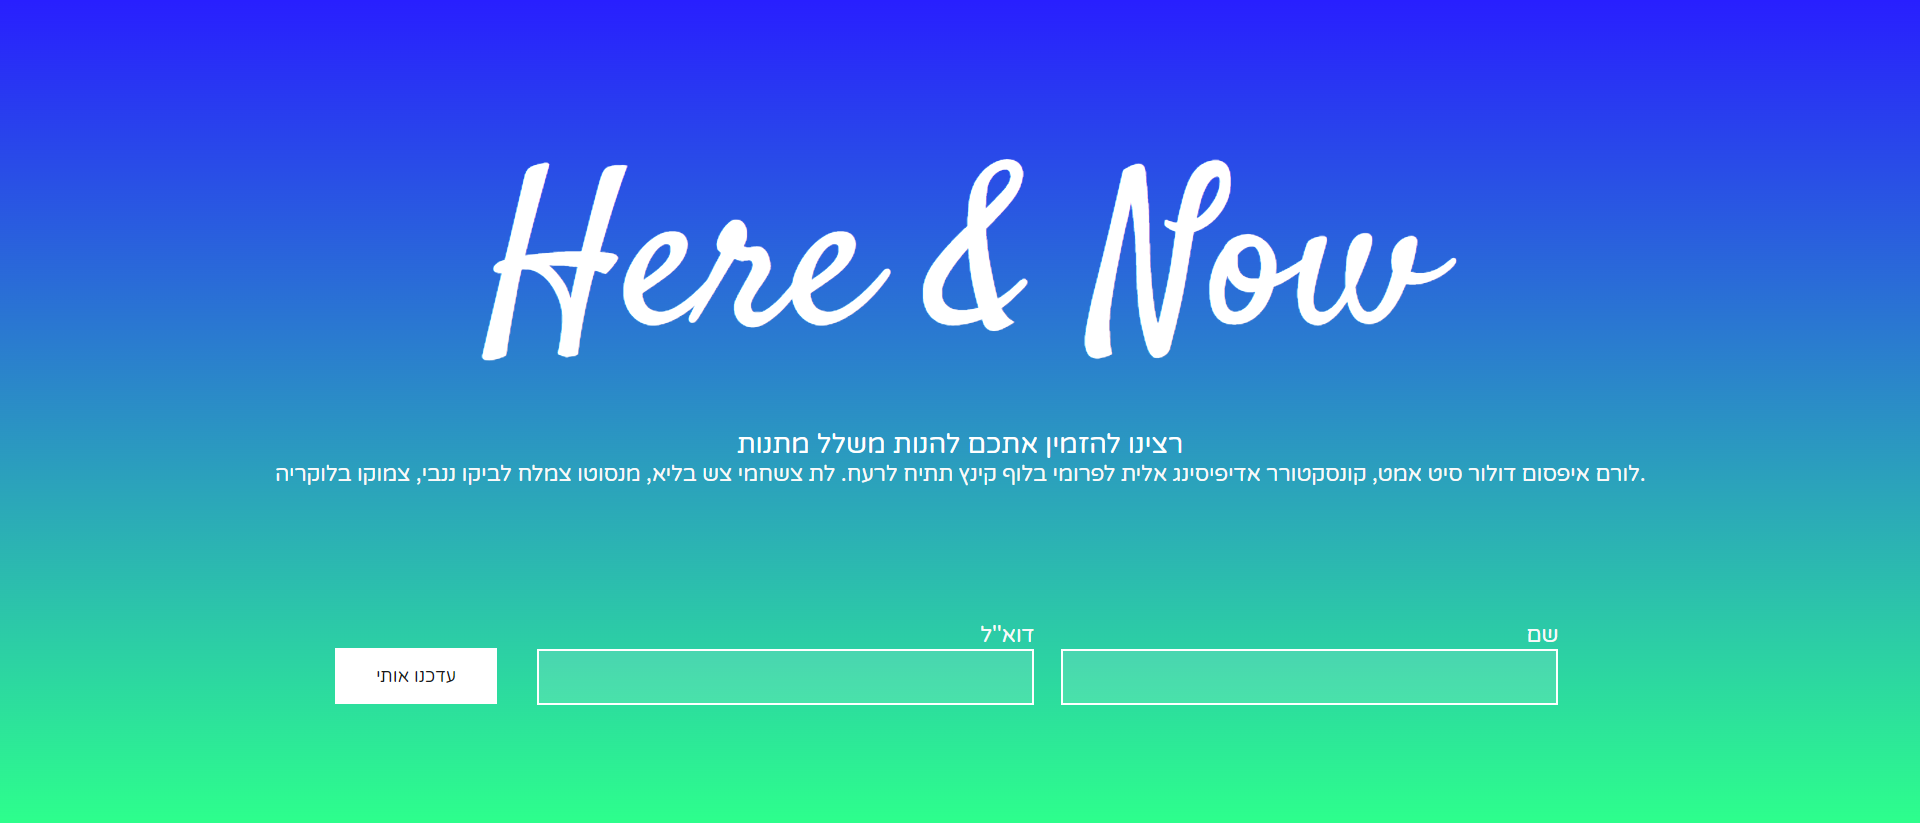 Here & Now
רצינו להזמין אתכם להנות משלל מתנות
לורם איפסום דולור סיט אמט, קונסקטורר אדיפיסינג אלית לפרומי בלוף קינץ תתיח לרעח. לת צשחמי צש בליא, מנסוטו צמלח לביקו ננבי, צמוקו בלוקריה.
שם
דוא"ל
עדכנו אותי